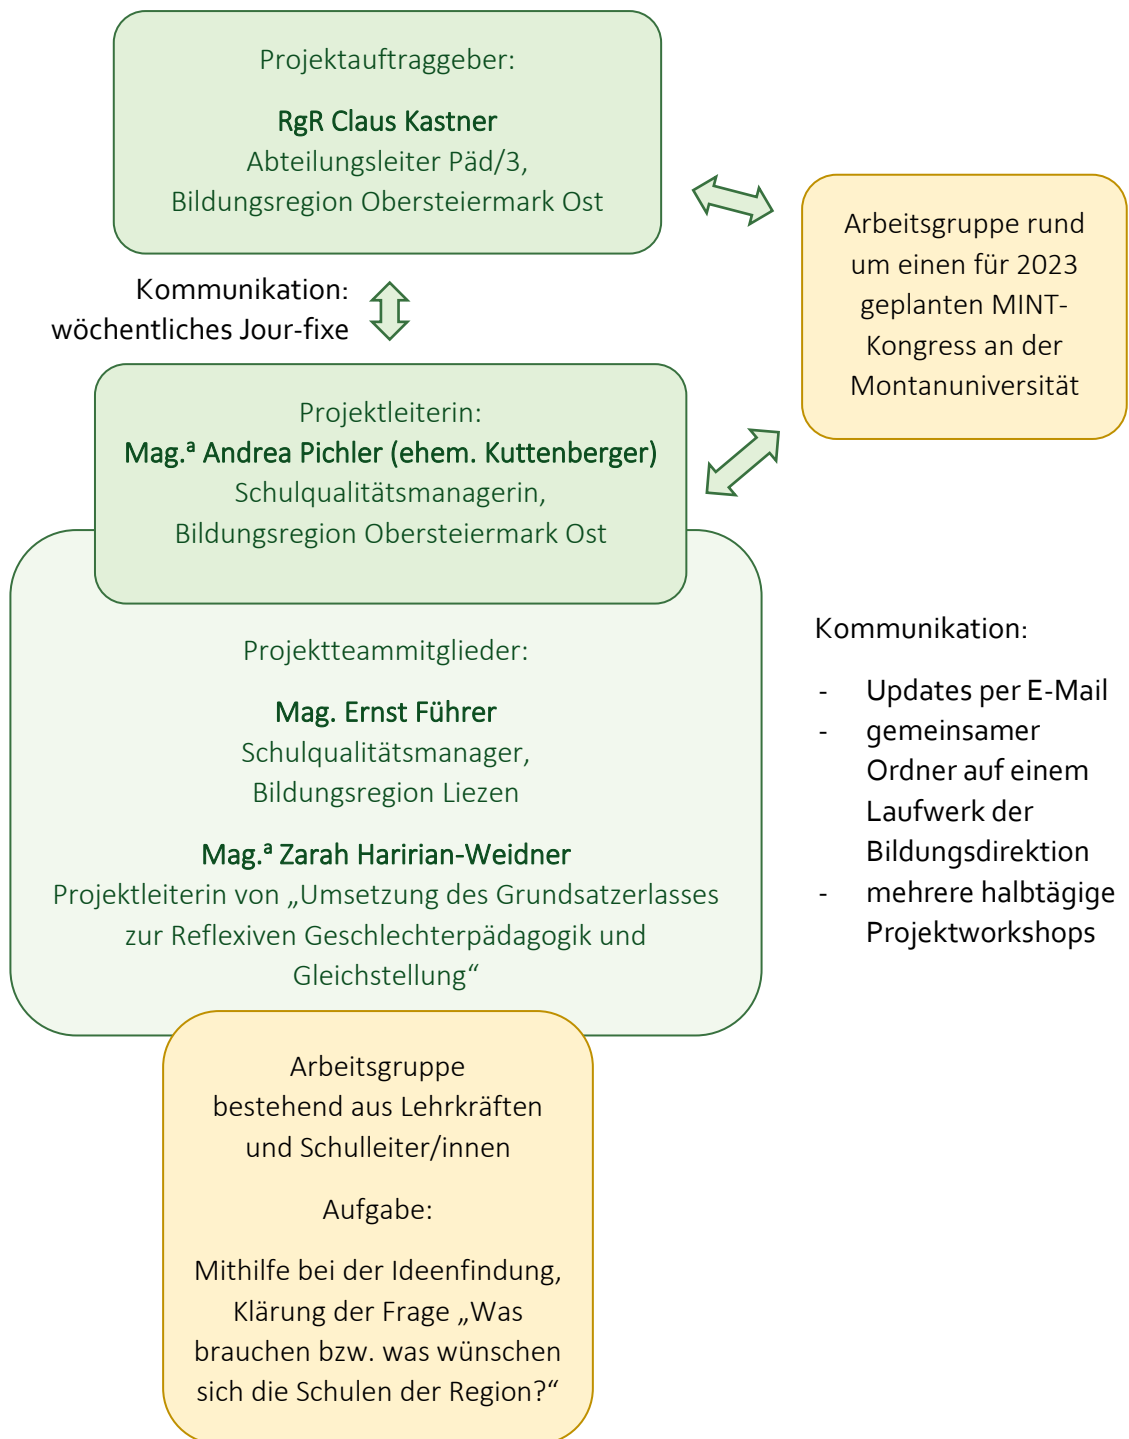 Projektauftraggeber:
RgR Claus Kastner
Abteilungsleiter Päd/3,
Bildungsregion Obersteiermark Ost
Arbeitsgruppe rund
um einen für 2023
geplanten MINT-
Kongress an der
Montanuniversität
Kommunikation:
wöchentliches Jour-fixe
Projektleiterin:
Mag.ª Andrea Pichler (ehem. Kuttenberger)
Schulqualitätsmanagerin,
Bildungsregion Obersteiermark Ost
Projektteammitglieder:
Mag. Ernst Führer
Schulqualitätsmanager,
Bildungsregion Liezen
Mag.ª Zarah Haririan-Weidner
Projektleiterin von „Umsetzung des Grundsatzerlasses
zur Reflexiven Geschlechterpädagogik und
Gleichstellung“
Kommunikation:
- Updates per E-Mail
- gemeinsamer
Ordner auf einem
Laufwerk der
Bildungsdirektion
- mehrere halbtägige
Projektworkshops
Arbeitsgruppe
bestehend aus Lehrkräften
und Schulleiter/innen
Aufgabe:
Mithilfe bei der Ideenfindung,
Klärung der Frage „Was
brauchen bzw. was wünschen
sich die Schulen der Region?“